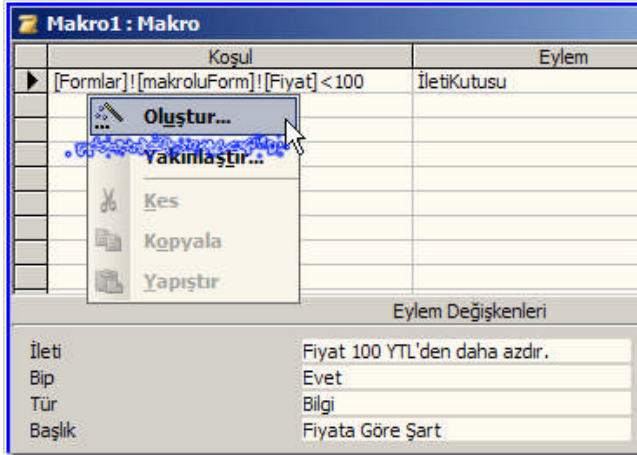 Makro1 : Makro
Koşul Eylem
[Formlar]![makroluForm]![Fiyat]<100 İletiKutusu
Oluştur...
Yakınlaştır...
Kes
Kopyala
Yapıştır
Eylem Değişkenleri
İleti Fiyat 100 YTL'den daha azdır.
Bip Evet
Tür Bilgi
Başlık Fiyata Göre Şart